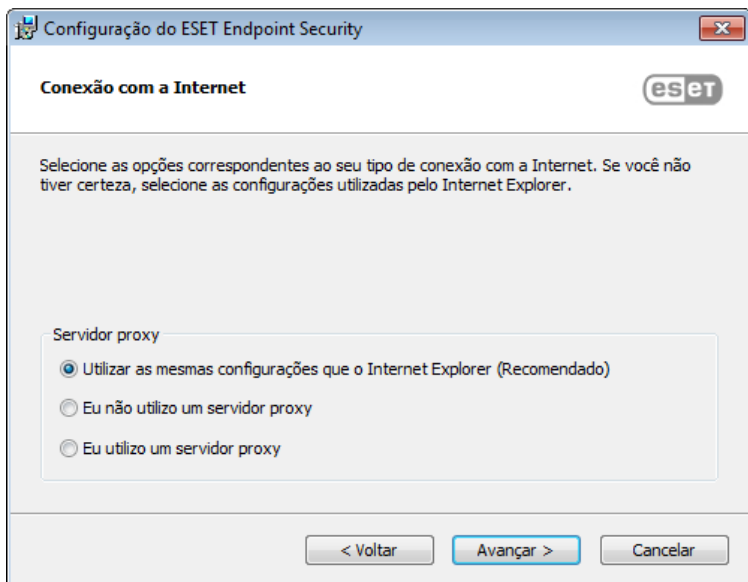 Configuração do ESET Endpoint Security
Conexão com a Internet
eseT
Selecione as opções correspondentes ao seu tipo de conexão com a Internet. Se você não
tiver certeza, selecione as configurações utilizadas pelo Internet Explorer.
Servidor proxy
Utilizar as mesmas configurações que o Internet Explorer (Recomendado)
Eu não utilizo um servidor proxy
Eu utilizo um servidor proxy
< Voltar
Avançar >
Cancelar